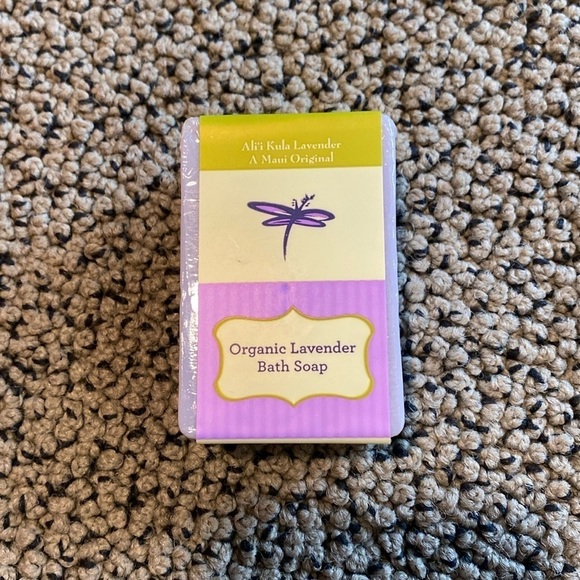 Ali'i Kula Lavender
A Maui Original
Organic Lavender
Bath Soap